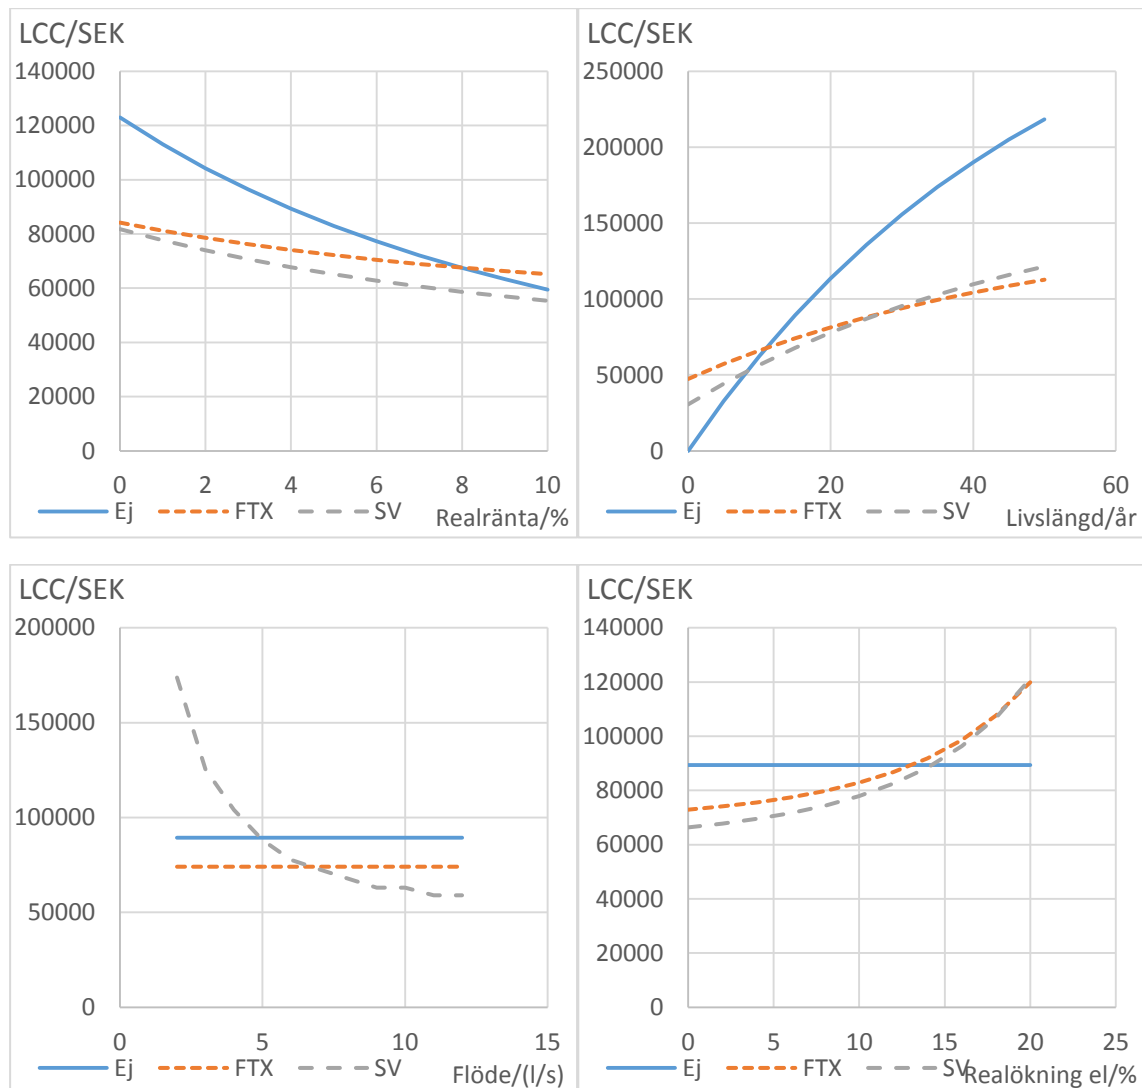 LCC/SEK
140000
120000
100000
80000
60000
40000
20000
0
0 2 4 6 8 10
Ej FTX SV Realränta/%
LCC/SEK
250000
200000
150000
100000
50000
0
0 20 40 60
Ej FTX SV Livslängd/år
LCC/SEK
200000
150000
100000
50000
0
0 5 10 15
Ej FTX SV Flöde/(l/s)
LCC/SEK
140000
120000
100000
80000
60000
40000
20000
0
0 5 10 15 20 25
Ej FTX SV Realökning el/%